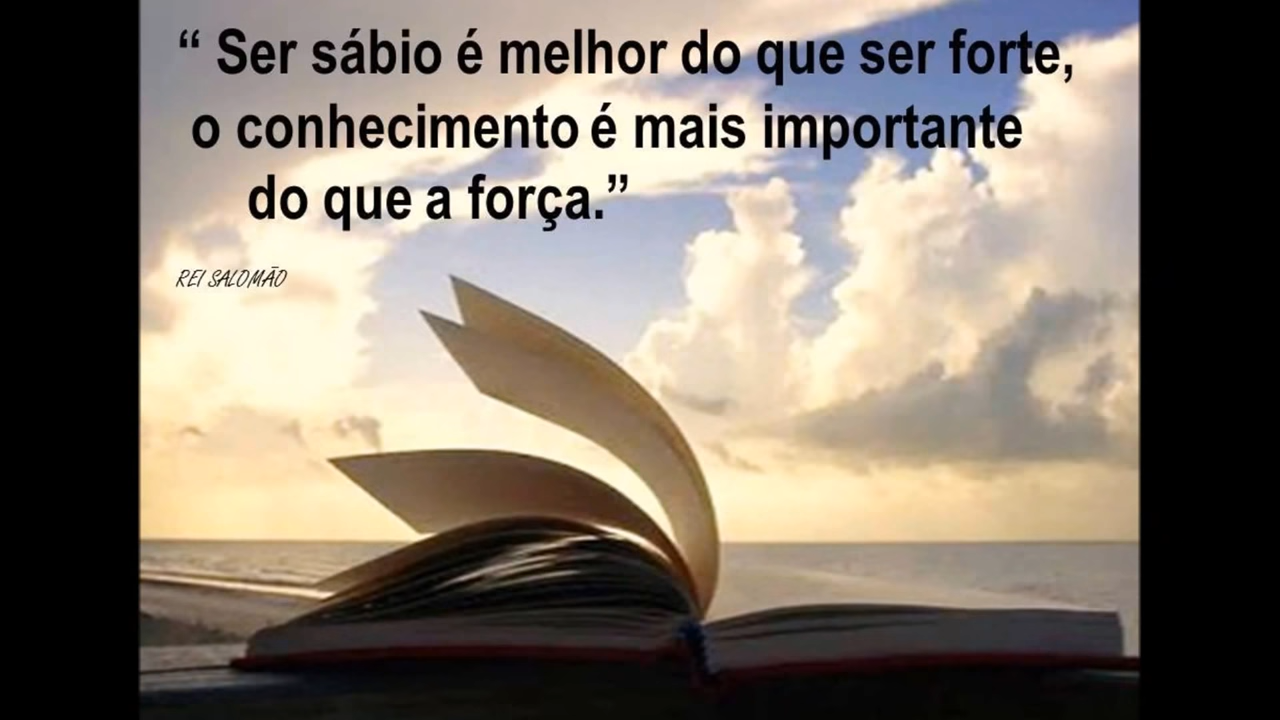 “ Ser sábio é melhor do que ser forte,
o conhecimento é mais importante
do que a força.”
REI SALOMÃO